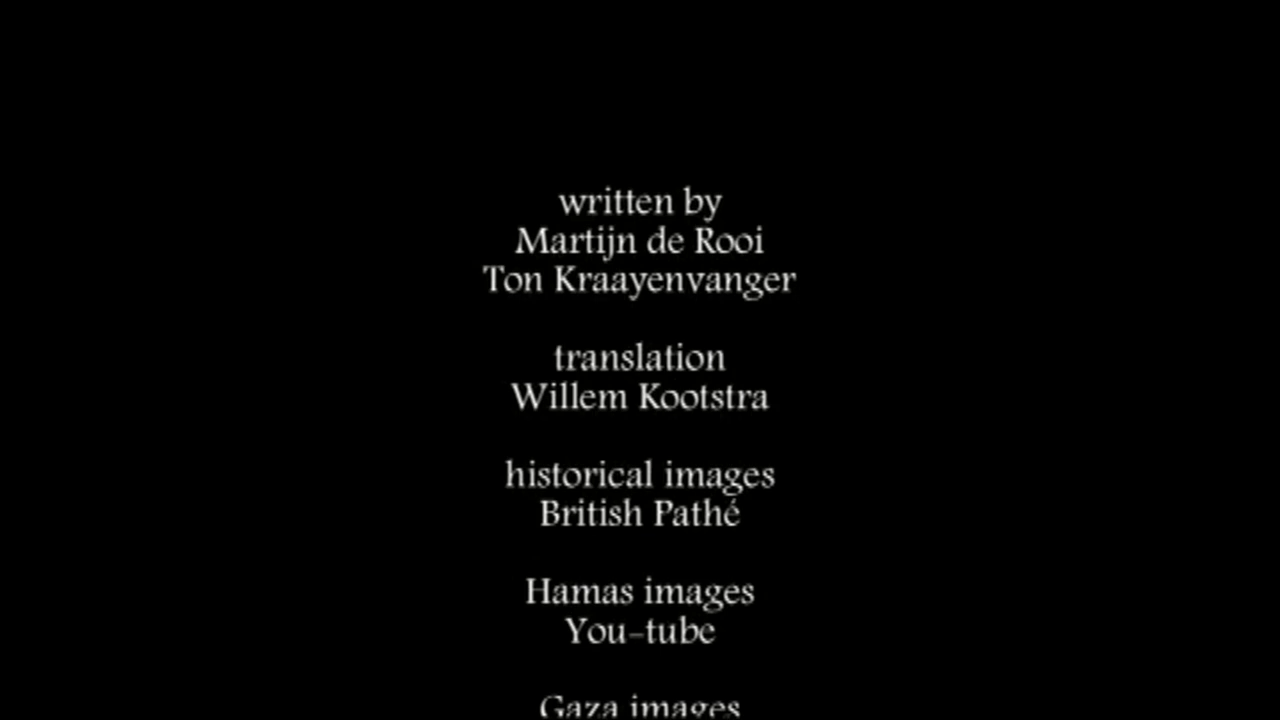 written by
Martijn de Rooi
Ton Kraayenvanger
translation
Willem Kootstra
historical images
British Pathé
Hamas images
You-tube
Gaza images